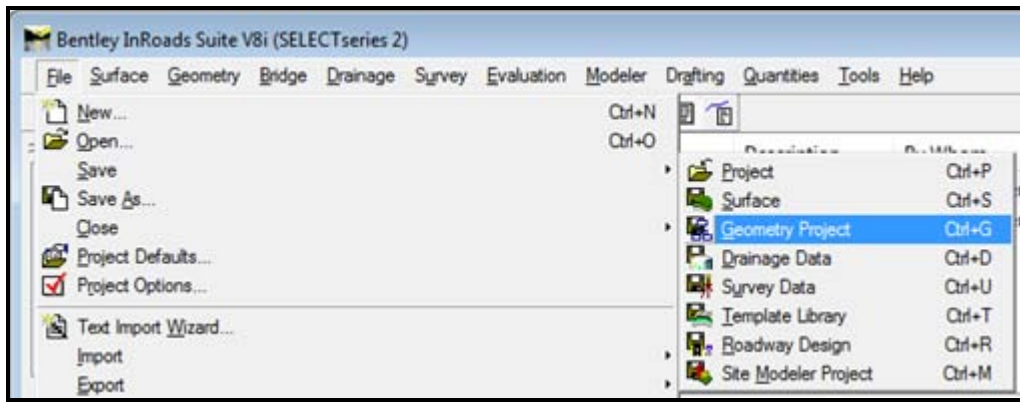 Bentley InRoads Suite V8i (SELECTseries 2)
File Surface Geometry Bridge Drainage Survey Evaluation Modeler Drafting Quantities Tools Help
New... Ctrl+N
Open... Ctrl+O
Save
Save As...
Close
Project Defaults...
Project Options...
Text Import Wizard...
Import
Export
Project Ctrl+P
Surface Ctrl+S
Geometry Project Ctrl+G
Drainage Data Ctrl+D
Survey Data Ctrl+U
Template Library Ctrl+T
Roadway Design Ctrl+R
Site Modeler Project Ctrl+M